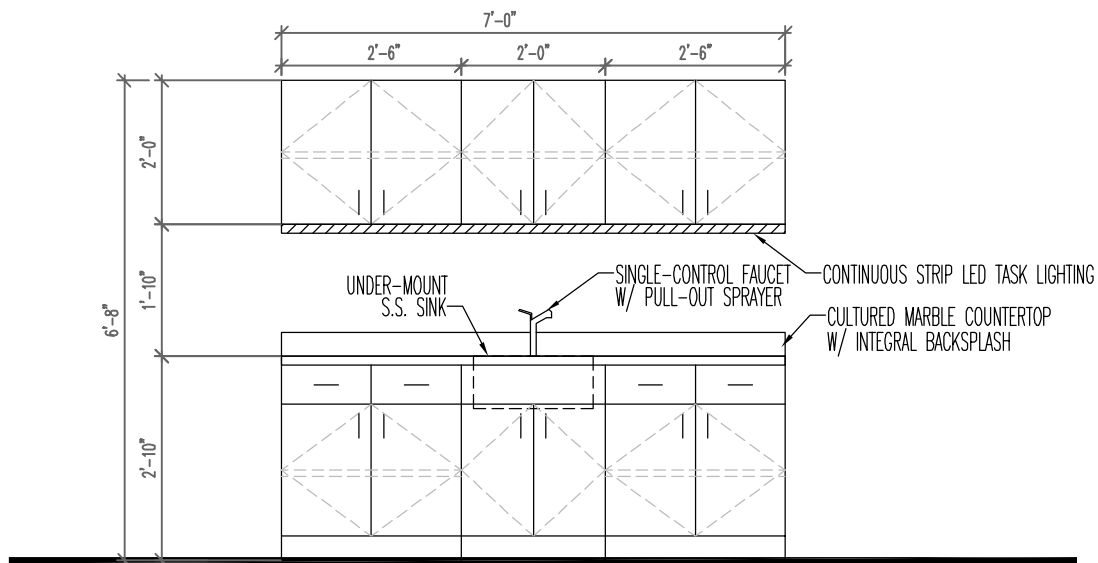 7'-0"
2'-6"
2'-0"
2'-6"
2'-0"
1'-10"
6'-8"
2'-10"
UNDER-MOUNT
S.S. SINK
SINGLE-CONTROL FAUCET
W/ PULL-OUT SPRAYER
CONTINUOUS STRIP LED TASK LIGHTING
CULTURED MARBLE COUNTERTOP
W/ INTEGRAL BACKSPLASH